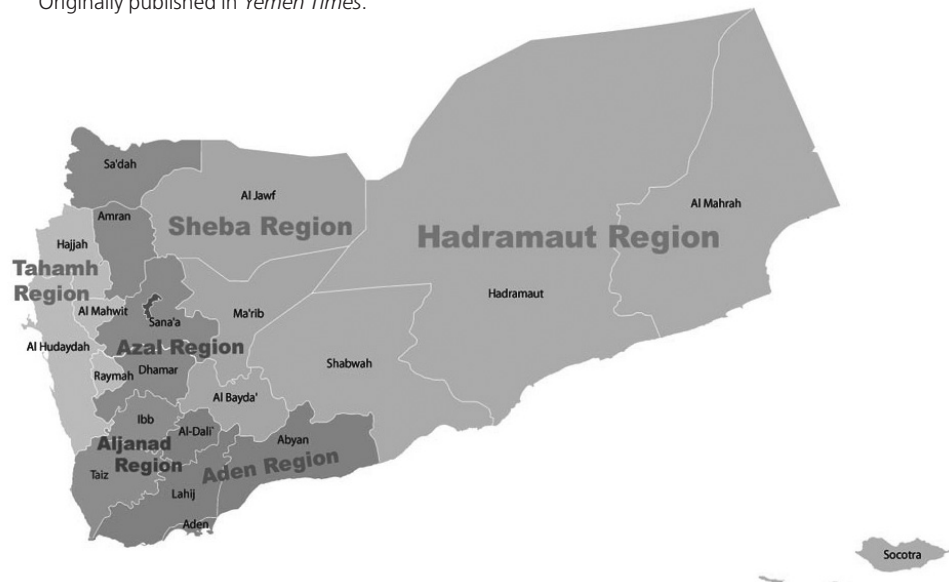 Originally published in Yemen Times.
Sa'dah
Al Jawf
Amran
Al Mahrah
Sheba Region
Hajjah
Hadramaut Region
Tahamh
Region
Hadramaut
Al Mahwit
Ma'rib
Sana'a
Al Hudaydah
Azal Region
Shabwah
Raymah
Dhamar
Al Bayda'
Ibb
Al-Dali'
Abyan
Aljanad
Region
Aden Region
Taiz
Lahij
Aden
Socotra